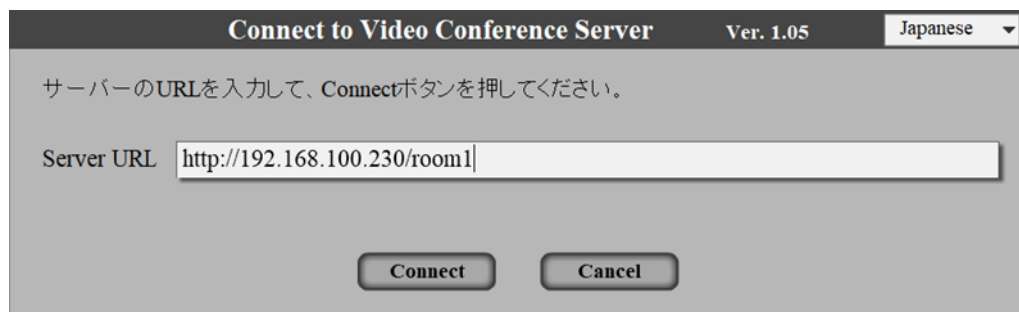 Connect to Video Conference Server Ver. 1.05 Japanese
サーバーのURLを入力して、Connectボタンを押してください。
Server URL http://192.168.100.230/room1
Connect Cancel